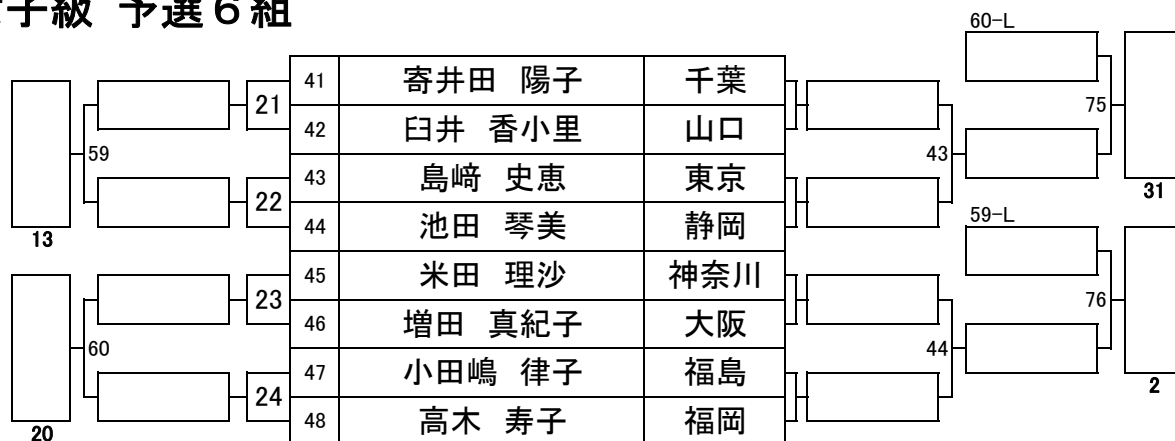 子級 予選６組
60-L
21
41 寄井田 陽子 千葉
42 臼井 香小里 山口
75
59
43
22
43 島﨑 史恵 東京
44 池田 琴美 静岡
31
13
59-L
23
45 米田 理沙 神奈川
46 増田 真紀子 大阪
76
60
44
24
47 小田嶋 律子 福島
48 高木 寿子 福岡
2
20